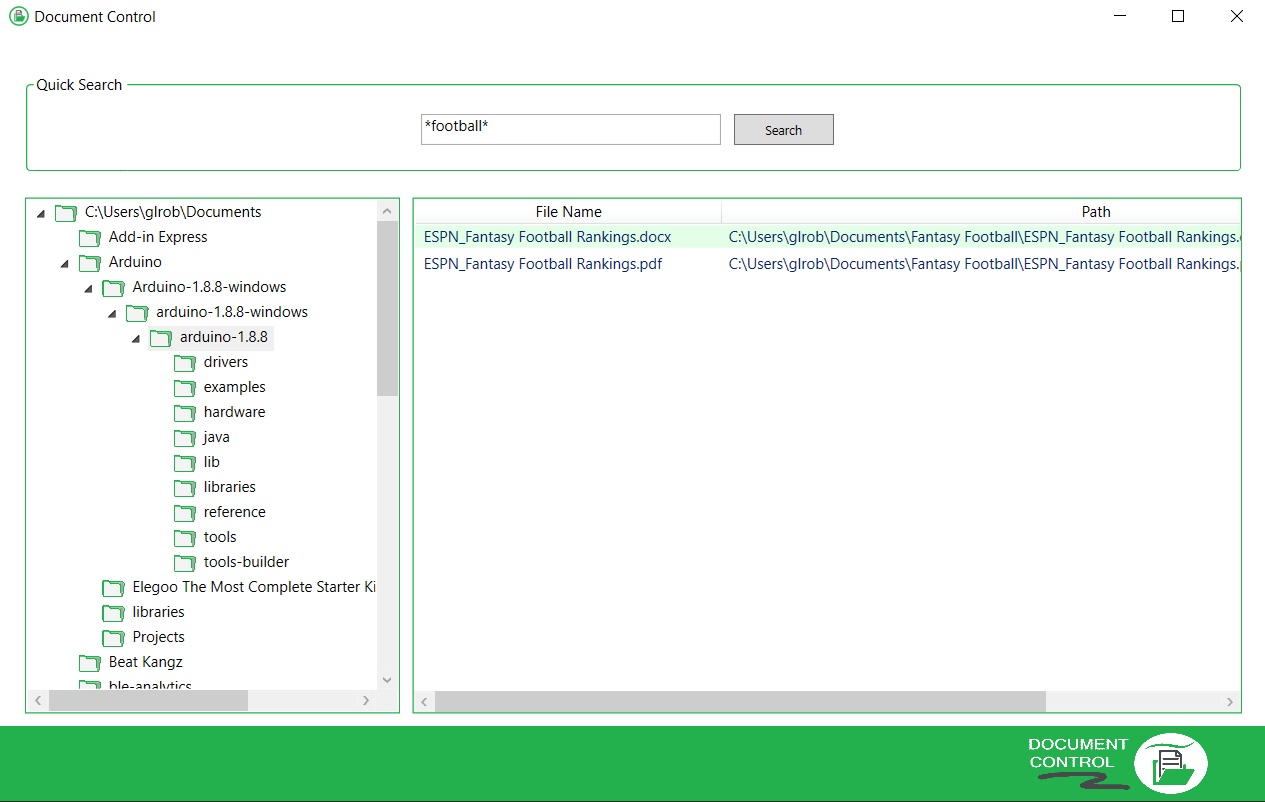 Document Control
Quick Search
*football*
Search
C:\Users\glrob\Documents
Add-in Express
Arduino
Arduino-1.8.8-windows
arduino-1.8.8-windows
arduino-1.8.8
drivers
examples
hardware
java
lib
libraries
reference
tools
tools-builder
Elegoo The Most Complete Starter Ki
libraries
Projects
Beat Kangz
ble-analytics
File Name Path
ESPN_Fantasy Football Rankings.docx C:\Users\glrob\Documents\Fantasy Football\ESPN_Fantasy Football Rankings.
ESPN_Fantasy Football Rankings.pdf C:\Users\glrob\Documents\Fantasy Football\ESPN_Fantasy Football Rankings.
DOCUMENT
CONTROL